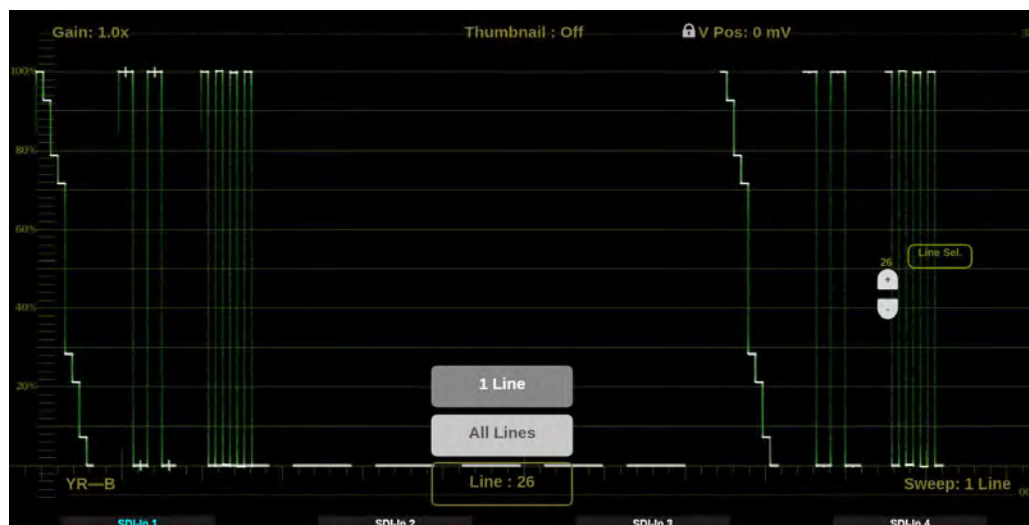 Gain: 1.0x
Thumbnail : Off
V Pos: 0 mV
100%
80%
60%
40%
20%
26
Line Sel.
+
-
1 Line
All Lines
Line : 26
YR—B
Sweep: 1 Line
SDI-In 1
SDI-In 2
SDI-In 3
SDI-In 4